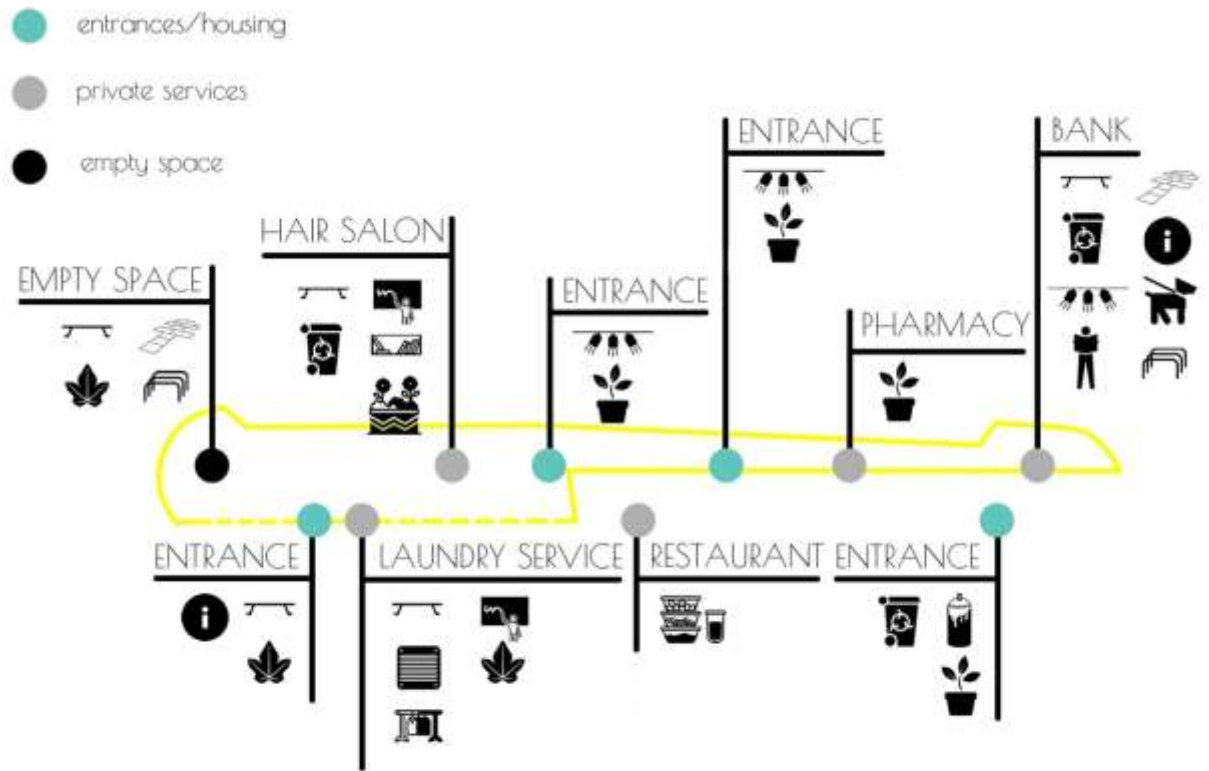 entrances/housing
private services
empty space
ENTRANCE
BANK
HAIR SALON
EMPTY SPACE
ENTRANCE
PHARMACY
ENTRANCE
LAUNDRY SERVICE
RESTAURANT
ENTRANCE